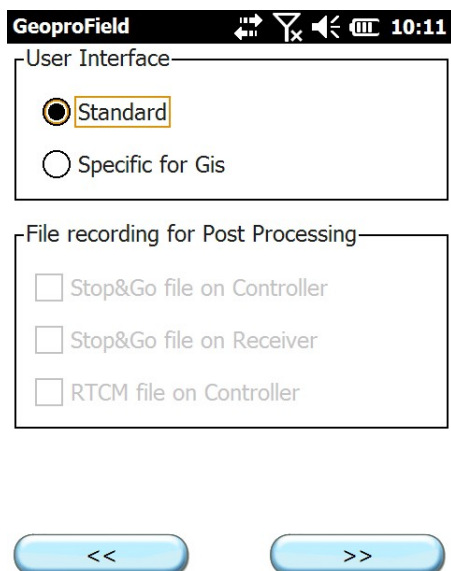 GeoproField 10:11
User Interface
Standard
Specific for Gis
File recording for Post Processing
Stop&Go file on Controller
Stop&Go file on Receiver
RTCM file on Controller
<< >>